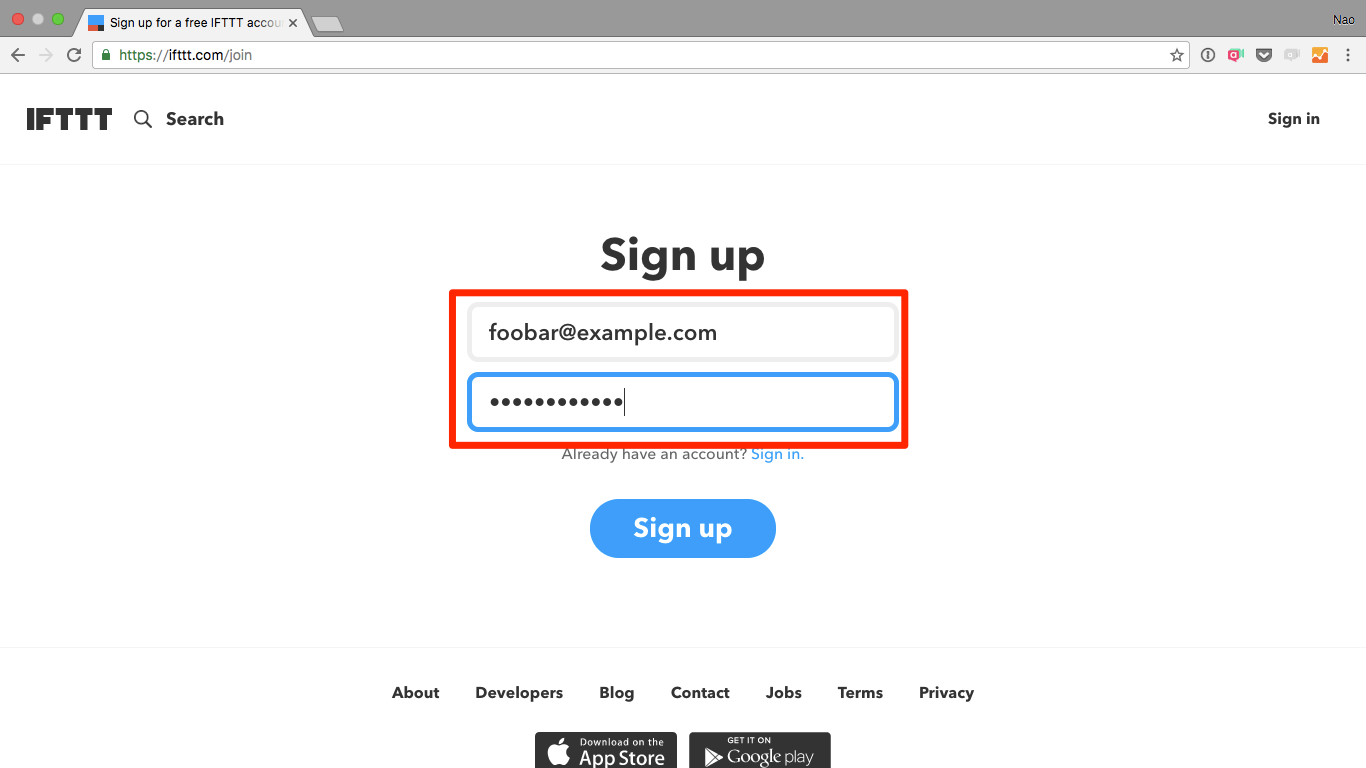 Sign up for a free IFTTT accou
Nao
https://ifttt.com/join
IFTTT
Search
Sign in
Sign up
foobar@example.com
••••••••••••
Already have an account? Sign in.
Sign up
About Developers Blog Contact Jobs Terms Privacy
Download on the
App Store
GET IT ON
Google play